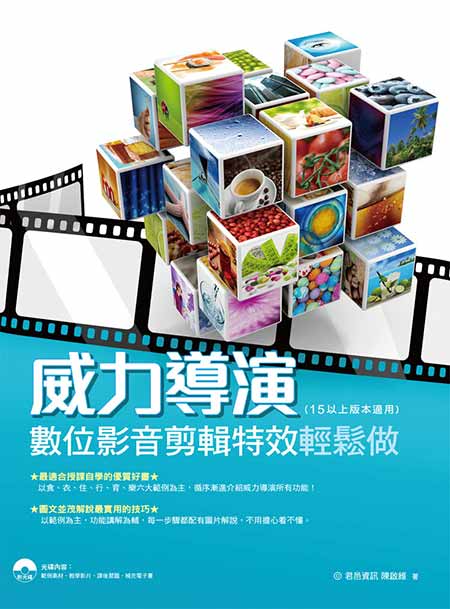 威力導演
(15以上版本適用)
數位影音剪輯特效輕鬆做
★最適合授課自學的優質好書★
以食、衣、住、行、育、樂六大範例為主,循序漸進介紹威力導演所有功能!
★圖文並茂解說最實用的技巧★
以範例為主,功能講解為輔,每一步驟都配有圖片解說,不用擔心看不懂。
附光碟
光碟內容:
範例素材、教學影片、課後習題、補充電子書
© 君邑資訊 陳啟維 著